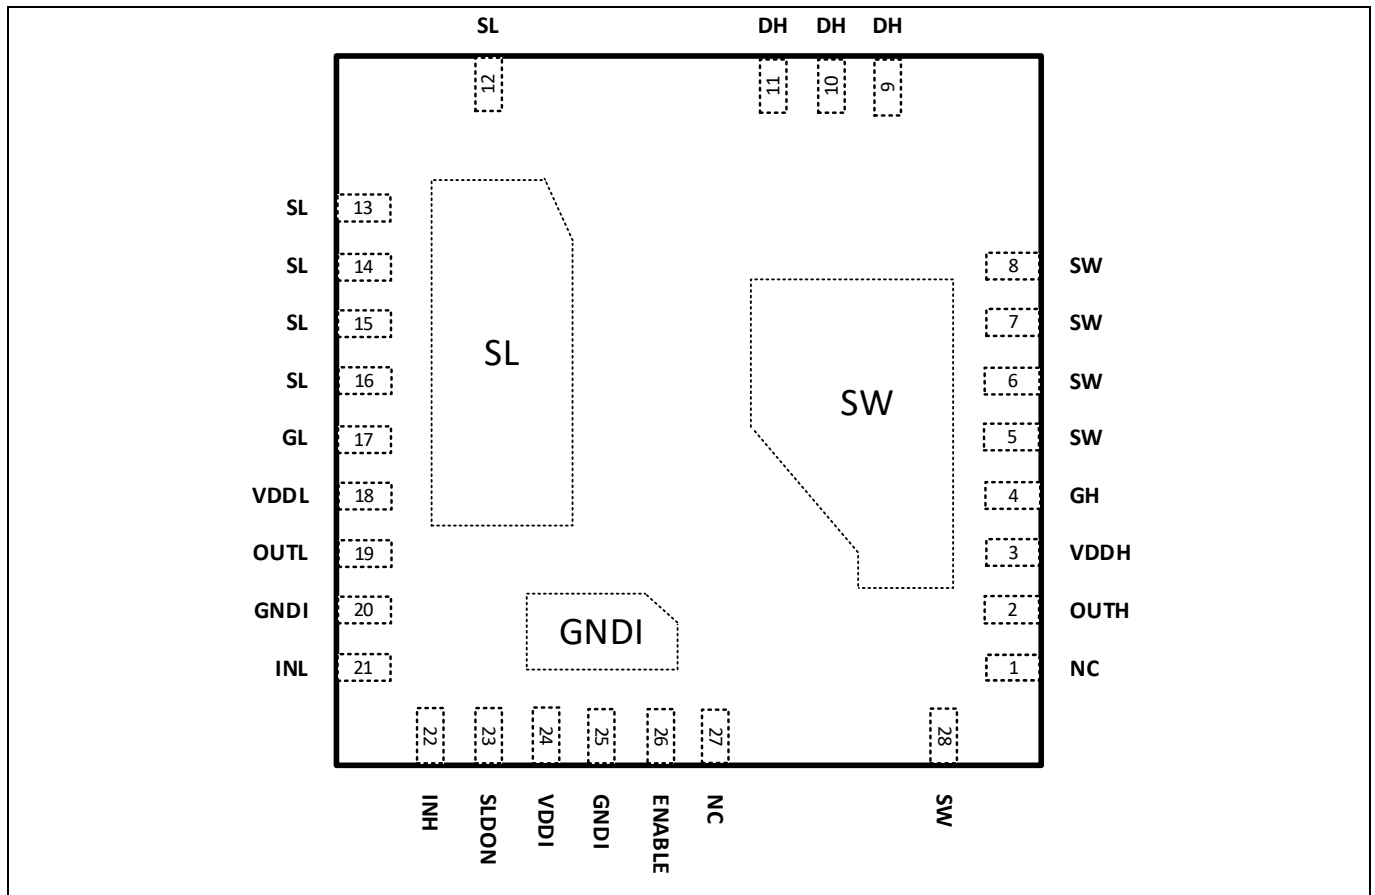 SL DH DH DH
12 11 10 9
SL 13
SL 14 8 SW
SL 15 7 SW
SL
SL 16 6 SW
SW
GL 17 5 SW
VDDL 18 4 GH
OUTL 19 3 VDDH
GNDI 20 2 OUTH
GNDI
INL 21 1 NC
22 23 24 25 26 27 28
INH SLDON VDDI GNDI ENABLE NC SW